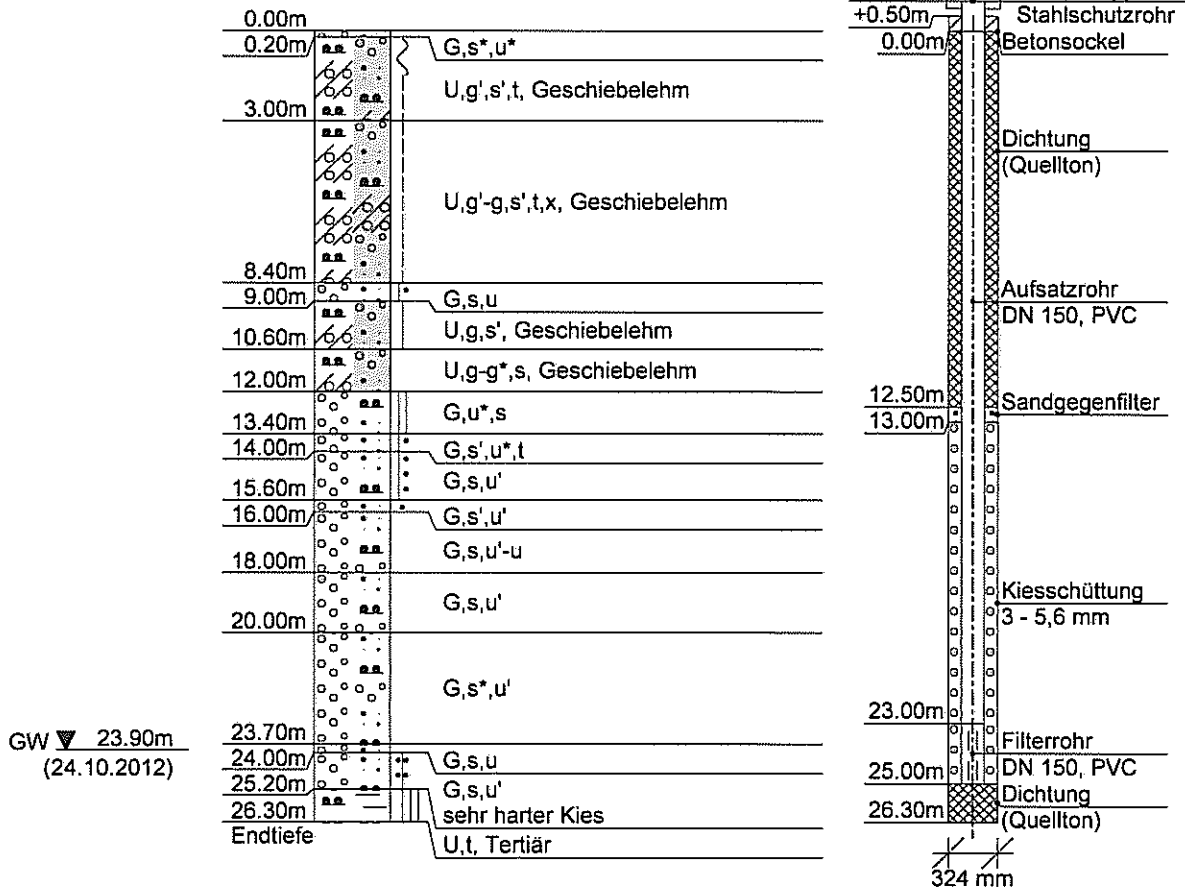 0.00m
0.20m
G,s*,u*
U,g',s',t, Geschiebelehm
3.00m
U,g'-g,s',t,x, Geschiebelehm
8.40m
9.00m
G,s,u
U,g,s', Geschiebelehm
10.60m
U,g-g*,s, Geschiebelehm
12.00m
G,u*,s
13.40m
14.00m
G,s',u*,t
G,s,u'
15.60m
16.00m
G,s',u'
G,s,u'-u
18.00m
G,s,u'
20.00m
G,s*,u'
23.70m
GW 23.90m
(24.10.2012)
24.00m
G,s,u
25.20m
G,s,u'
sehr harter Kies
26.30m
Endtiefe
U,t, Tertiär
+0.50m
Stahlschutzrohr
0.00m
Betonsockel
Dichtung
(Quellton)
Aufsatzrohr
DN 150, PVC
12.50m
Sandgegenfilter
13.00m
Kiesschüttung
3 - 5,6 mm
23.00m
Filterrohr
DN 150, PVC
25.00m
Dichtung
26.30m
(Quellton)
324 mm